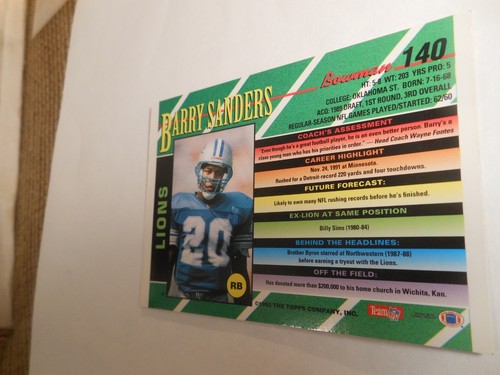 Bowman 140
BARRY SANDERS
HT: 5-8 WT: 203 YRS PRO: 5
COLLEGE: OKLAHOMA ST. BORN: 7-16-68
ACQ: 1989 DRAFT, 1ST ROUND, 3RD OVERALL
REGULAR-SEASON NFL GAMES PLAYED/STARTED: 62/60
COACH'S ASSESSMENT
"Even though he's a great football player, he is an even better person. Barry's a
class young man who has his priorities in order." — Head Coach Wayne Fontes
CAREER HIGHLIGHT
Nov. 24, 1991 at Minnesota.
Rushed for a Detroit-record 220 yards and four touchdowns.
FUTURE FORECAST:
Likely to own many NFL rushing records before he's finished.
EX-LION AT SAME POSITION
Billy Sims (1980-84)
BEHIND THE HEADLINES:
Brother Byron starred at Northwestern (1987-88)
before earning a tryout with the Lions.
OFF THE FIELD:
Has donated more than $200,000 to his home church in Wichita, Kan.
LIONS
20
RB
©1993 THE TOPPS COMPANY, INC.
Team NFL